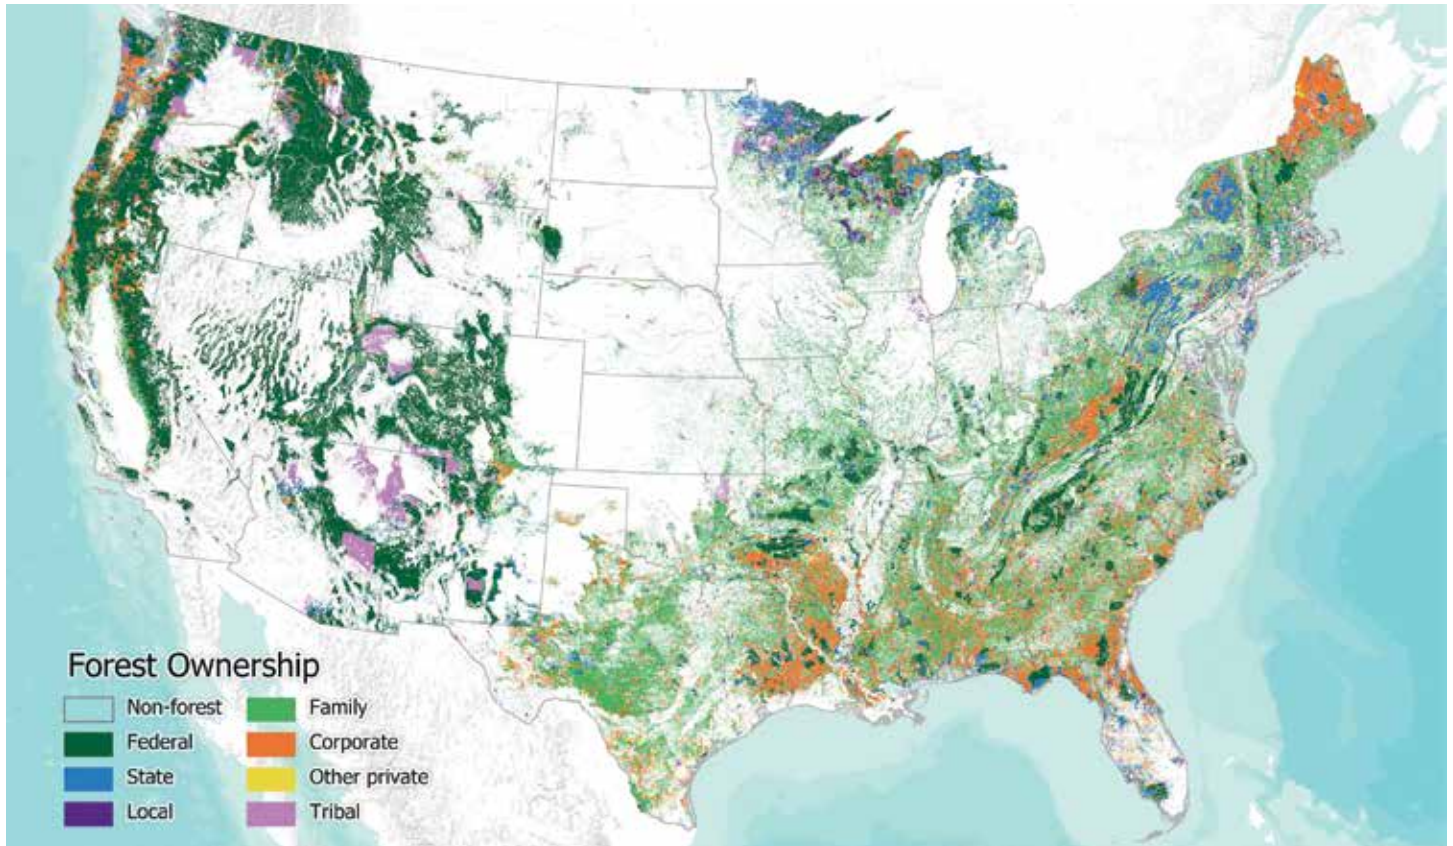 Forest Ownership
Non-forest
Federal
State
Local
Family
Corporate
Other private
Tribal